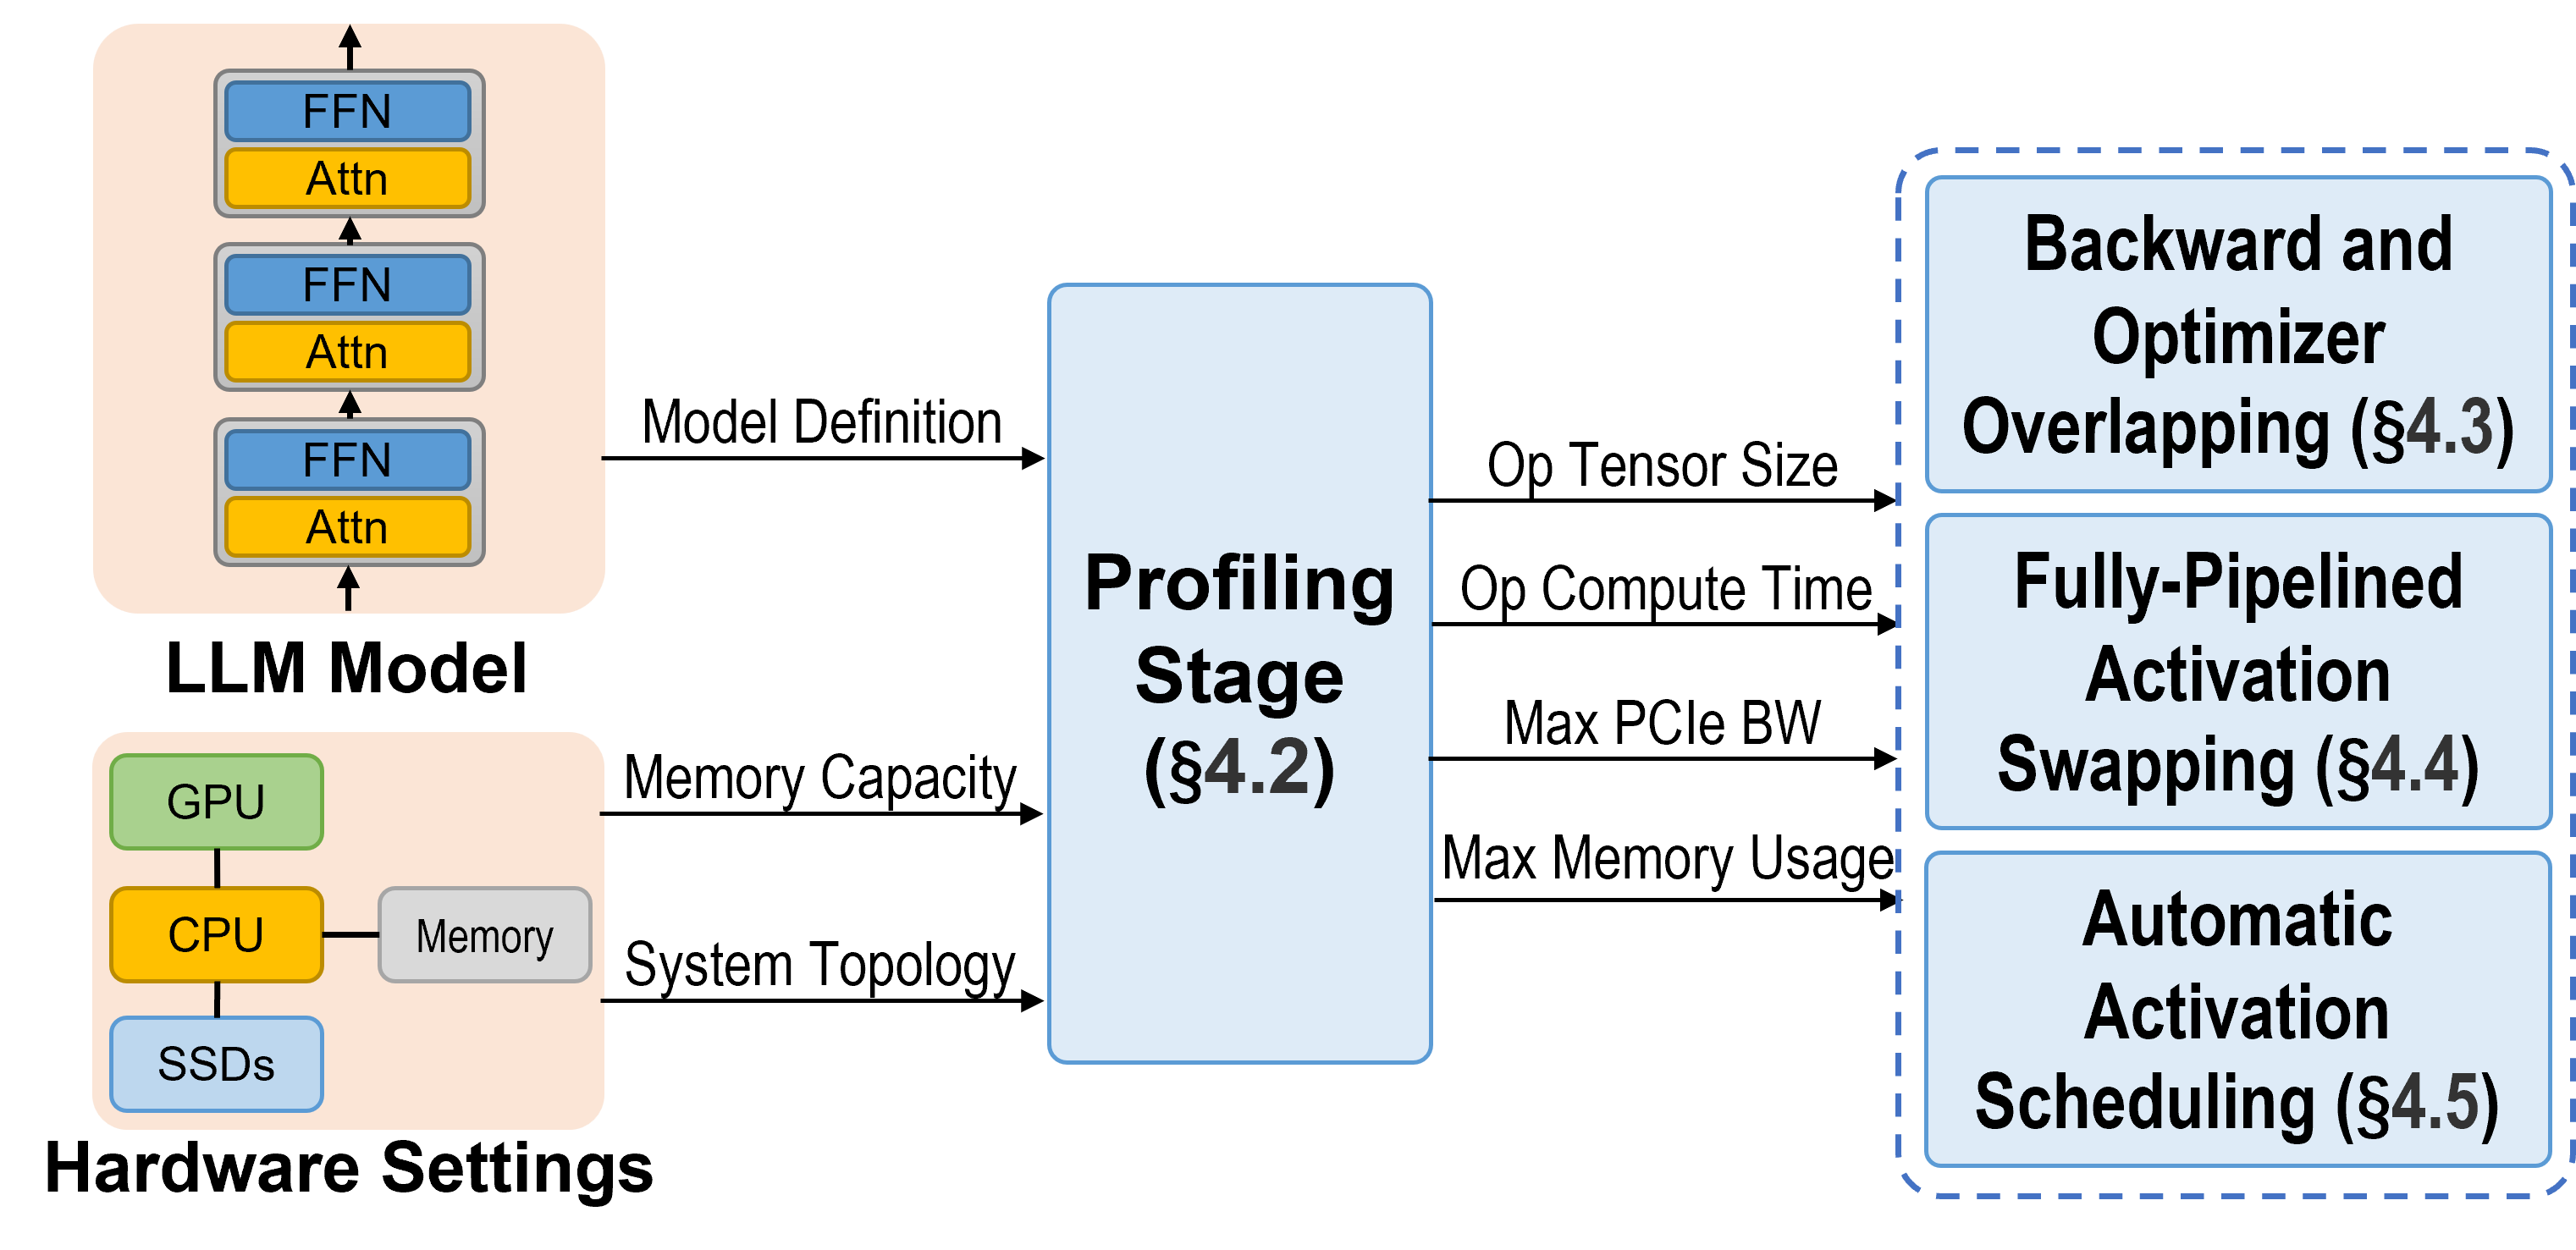 FFN
Attn
FFN
Attn
FFN
Attn
LLM Model
GPU
CPU
Memory
SSDs
Hardware Settings
Model Definition
Memory Capacity
System Topology
Profiling
Stage
(§4.2)
Op Tensor Size
Op Compute Time
Max PCIe BW
Max Memory Usage
Backward and
Optimizer
Overlapping (§4.3)
Fully-Pipelined
Activation
Swapping (§4.4)
Automatic
Activation
Scheduling (§4.5)